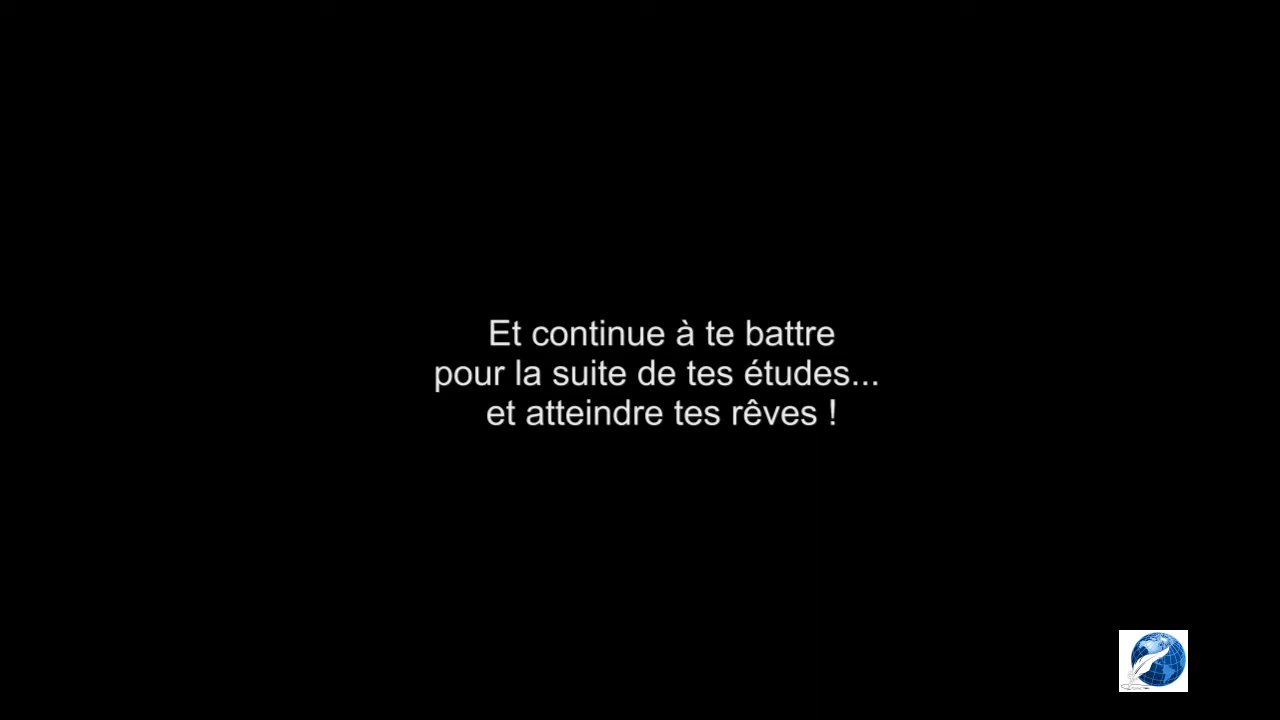 Et continue à te battre
pour la suite de tes études...
et atteindre tes rêves !